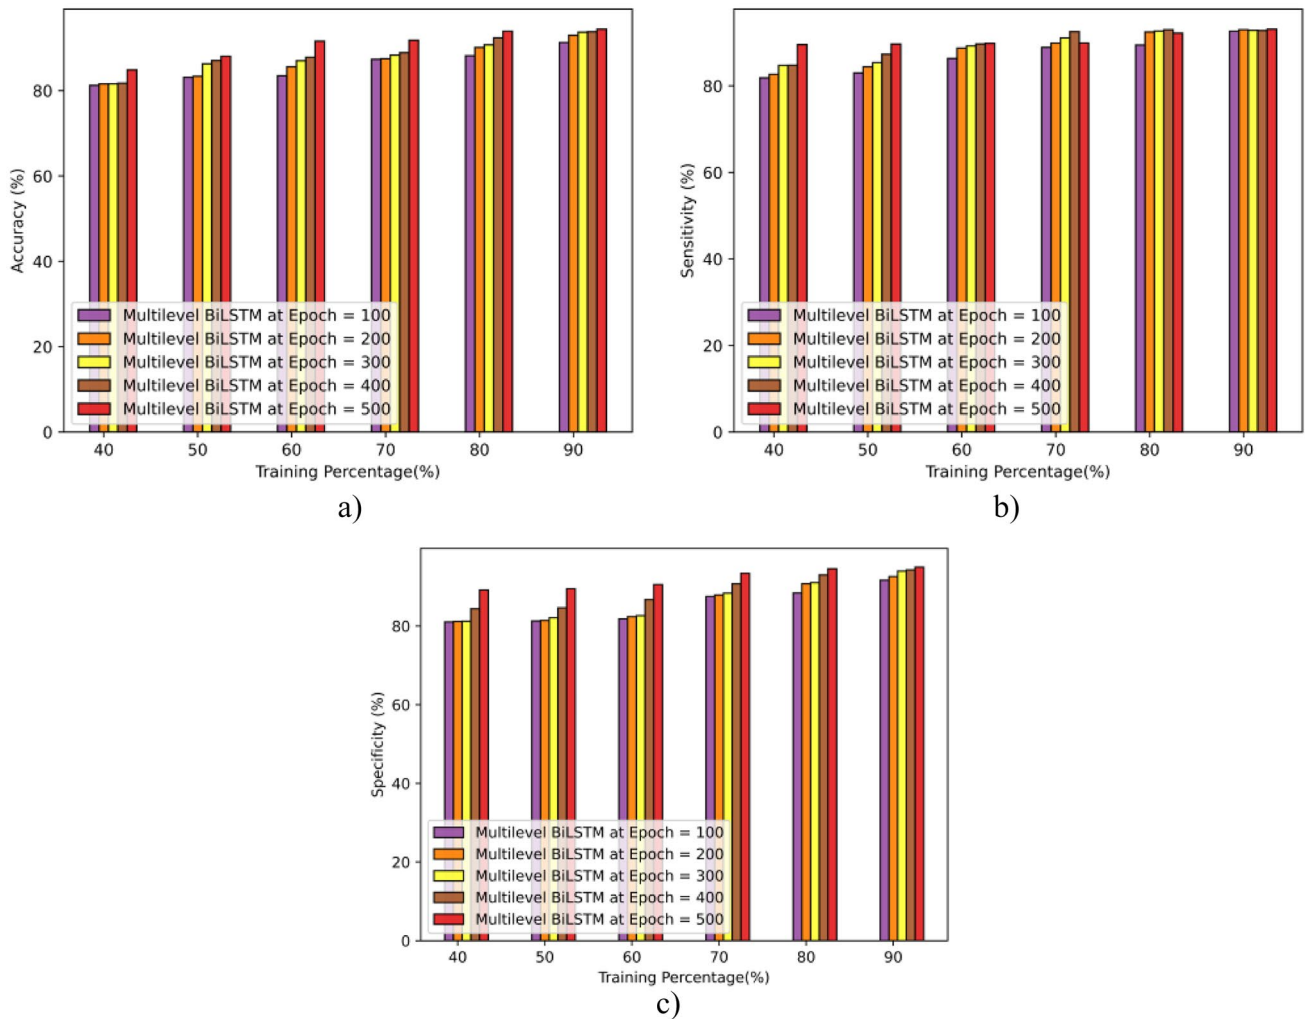 80
60
40
20
0
Accuracy (%)
Multilevel BiLSTM at Epoch = 100
Multilevel BiLSTM at Epoch = 200
Multilevel BiLSTM at Epoch = 300
Multilevel BiLSTM at Epoch = 400
Multilevel BiLSTM at Epoch = 500
40 50 60 70 80 90
Training Percentage(%)
a)
80
60
40
20
0
Sensitivity (%)
Multilevel BiLSTM at Epoch = 100
Multilevel BiLSTM at Epoch = 200
Multilevel BiLSTM at Epoch = 300
Multilevel BiLSTM at Epoch = 400
Multilevel BiLSTM at Epoch = 500
40 50 60 70 80 90
Training Percentage(%)
b)
80
60
40
20
0
Specificity (%)
Multilevel BiLSTM at Epoch = 100
Multilevel BiLSTM at Epoch = 200
Multilevel BiLSTM at Epoch = 300
Multilevel BiLSTM at Epoch = 400
Multilevel BiLSTM at Epoch = 500
40 50 60 70 80 90
Training Percentage(%)
c)